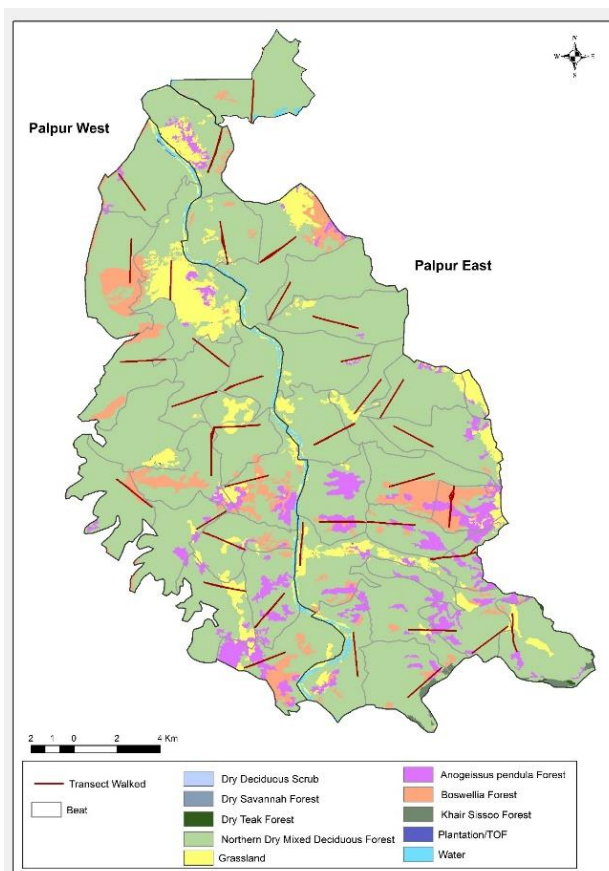 N
W E
S
Palpur West
Palpur East
2 1 0 2 4 Km
Transect Walked
Beat
Dry Deciduous Scrub
Dry Savannah Forest
Dry Teak Forest
Northern Dry Mixed Deciduous Forest
Grassland
Anogeissus pendula Forest
Boswellia Forest
Khair Sissoo Forest
Plantation/TOF
Water